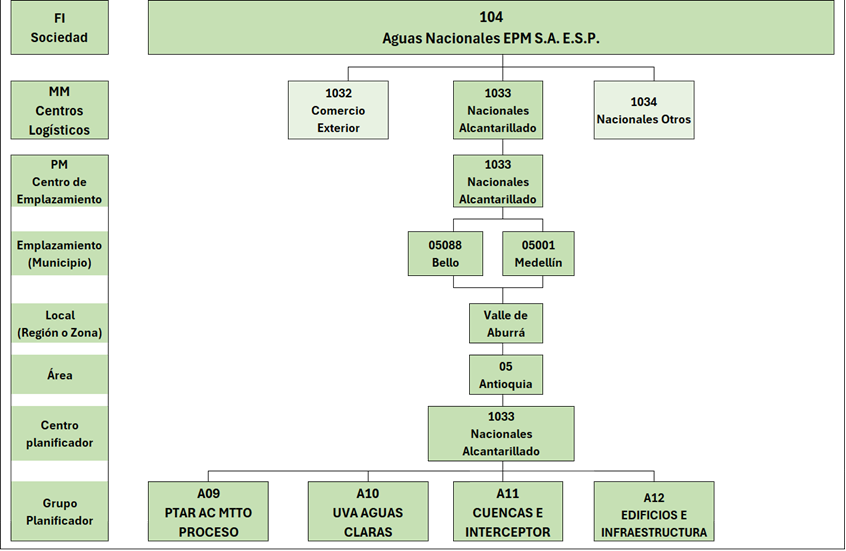 FI
Sociedad
104
Aguas Nacionales EPM S.A. E.S.P.
MM
Centros
Logísticos
1032
Comercio
Exterior
1033
Nacionales
Alcantarillado
1034
Nacionales Otros
PM
Centro de
Emplazamiento
1033
Nacionales
Alcantarillado
Emplazamiento
(Municipio)
05088
Bello
05001
Medellín
Local
(Región o Zona)
Valle de
Aburrá
Área
05
Antioquia
Centro
planificador
1033
Nacionales
Alcantarillado
Grupo
Planificador
A09
PTAR AC MTTO
PROCESO
A10
UVA AGUAS
CLARAS
A11
CUENCAS E
INTERCEPTOR
A12
EDIFICIOS E
INFRAESTRUCTURA